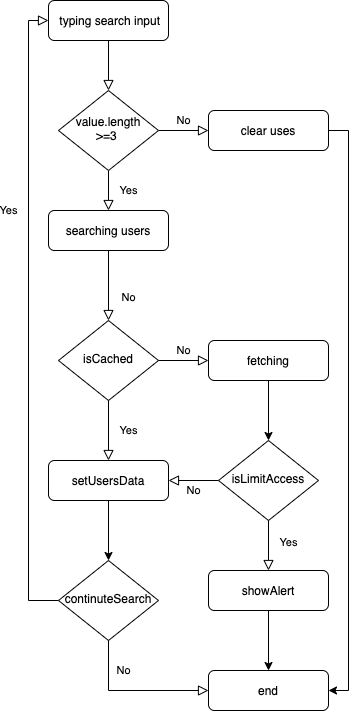 typing search input
value.length
>=3
No
clear uses
Yes
Yes
searching users
No
isCached
No
fetching
Yes
setUsersData
No
isLimitAccess
Yes
continuteSearch
showAlert
No
end